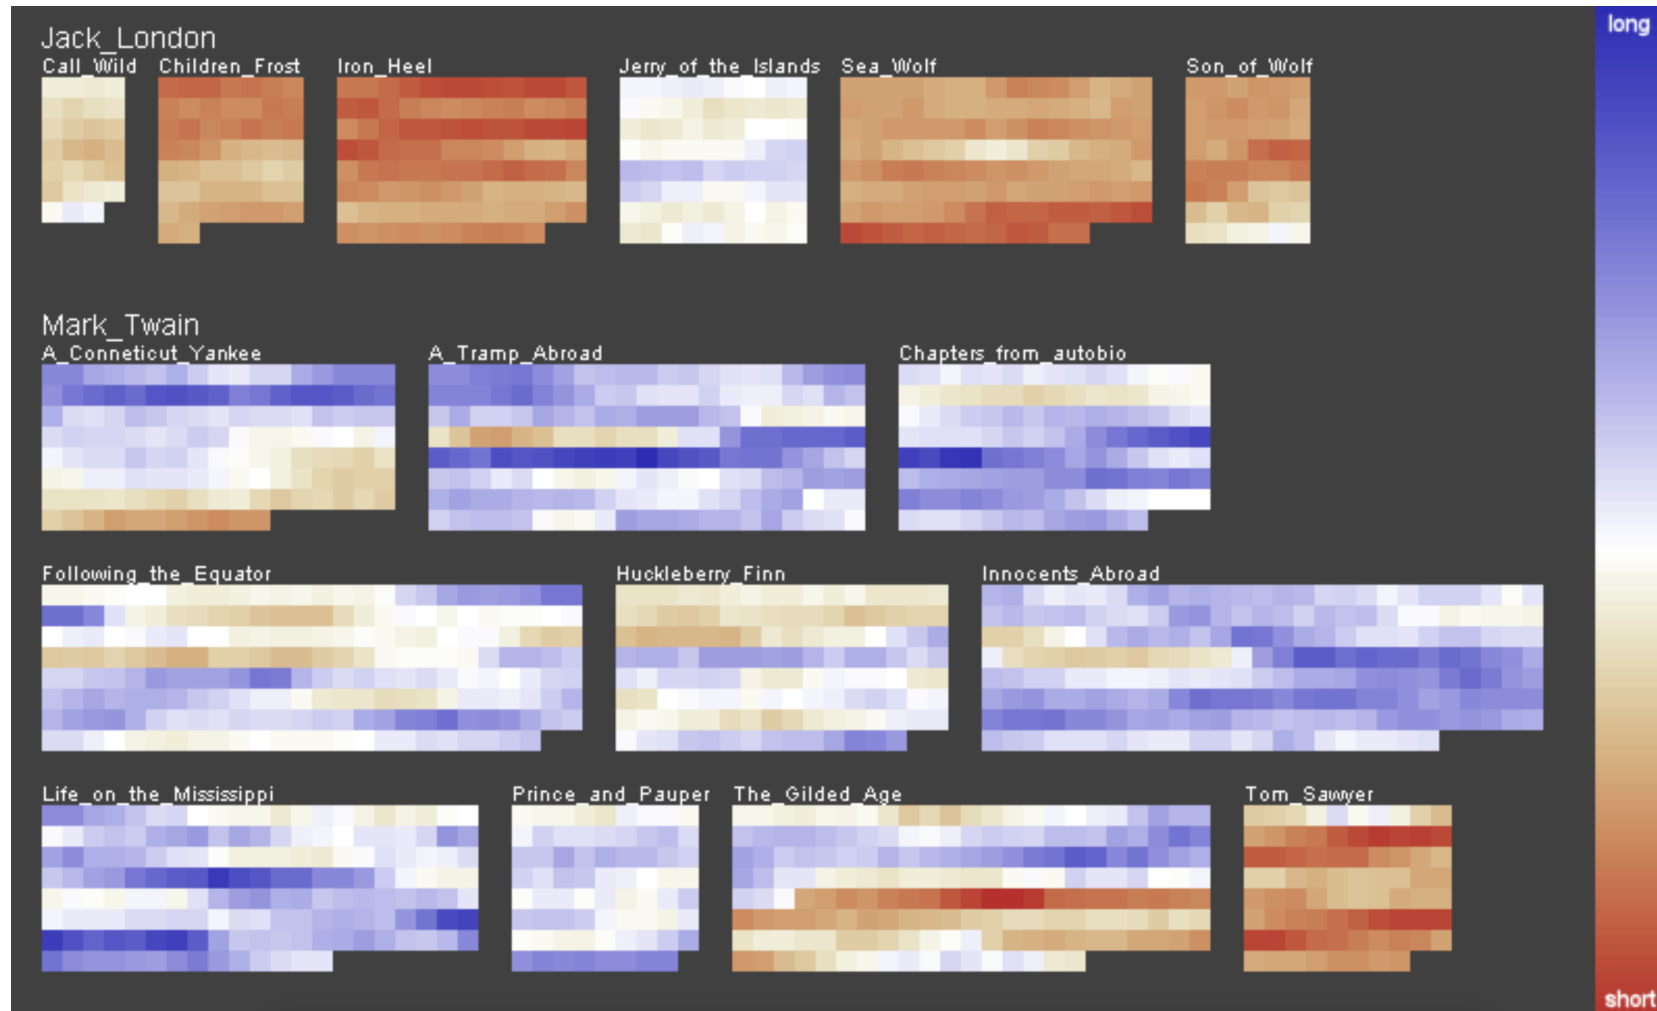 long
Jack_London
Call_Wild Children_Frost Iron_Heel Jerry_of_the_Islands Sea_Wolf Son_of_Wolf
Mark_Twain
A_Conneticut_Yankee A_Tramp_Abroad Chapters_from_autobio
Following_the_Equator Huckleberry_Finn Innocents_Abroad
Life_on_the_Mississippi Prince_and_Pauper The_Gilded_Age Tom_Sawyer
short